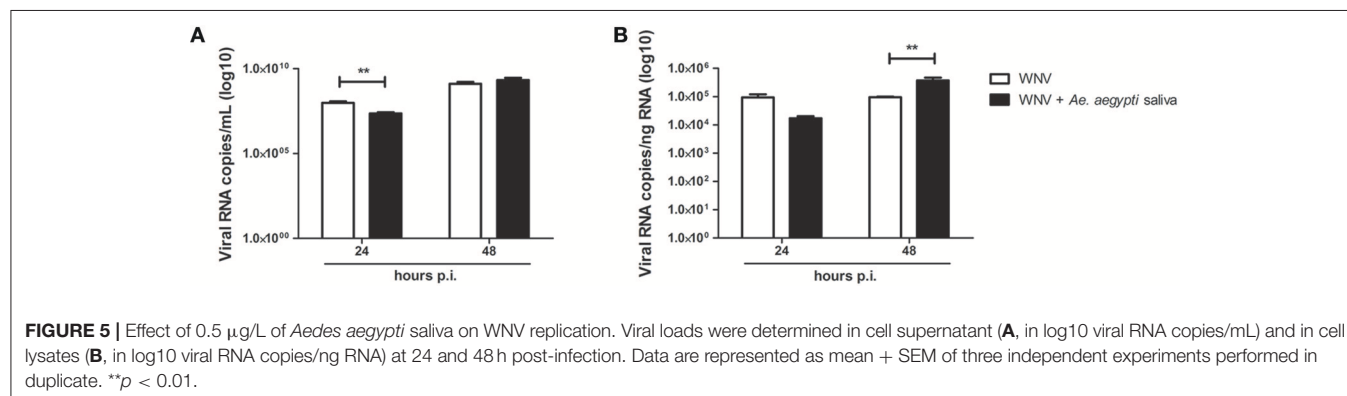 A
Viral RNA copies/mL (log10)
1.0×10¹⁰
1.0×10⁰⁵
1.0×10⁰⁰
**
24
48
hours p.i.
B
Viral RNA copies/ng RNA (log10)
1.0×10⁶
1.0×10⁵
1.0×10⁴
1.0×10³
1.0×10²
1.0×10¹
1.0×10⁰
**
24
48
hours p.i.
WNV
WNV + Ae. aegypti saliva
FIGURE 5 | Effect of 0.5 μg/L of Aedes aegypti saliva on WNV replication. Viral loads were determined in cell supernatant (A, in log10 viral RNA copies/mL) and in cell
lysates (B, in log10 viral RNA copies/ng RNA) at 24 and 48 h post-infection. Data are represented as mean + SEM of three independent experiments performed in
duplicate. **p < 0.01.